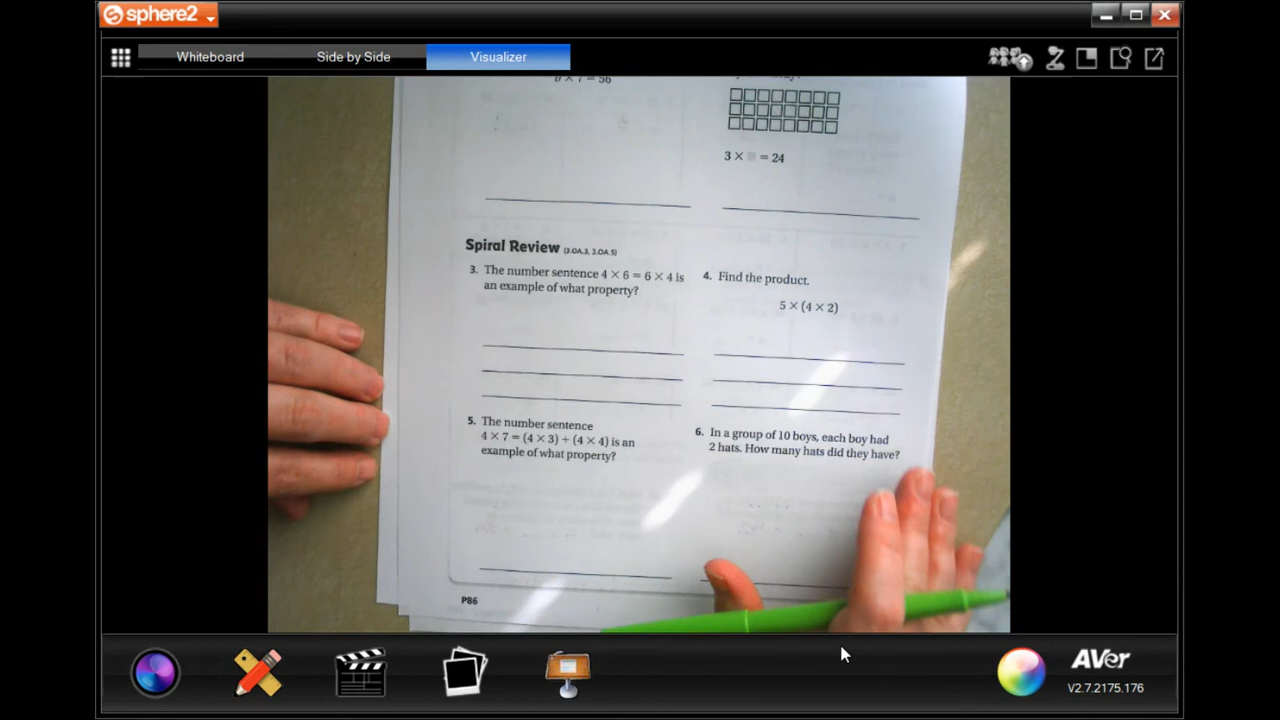 sphere2
Whiteboard
Side by Side
Visualizer
× 7 = 56
3 × = 24
Spiral Review (3.OA.3, 3.OA.5)
3. The number sentence 4 × 6 = 6 × 4 is
an example of what property?
4. Find the product.
5 × (4 × 2)
5. The number sentence
4 × 7 = (4 × 3) + (4 × 4) is an
example of what property?
6. In a group of 10 boys, each boy had
2 hats. How many hats did they have?
P86
AVer
V2.7.2175.176